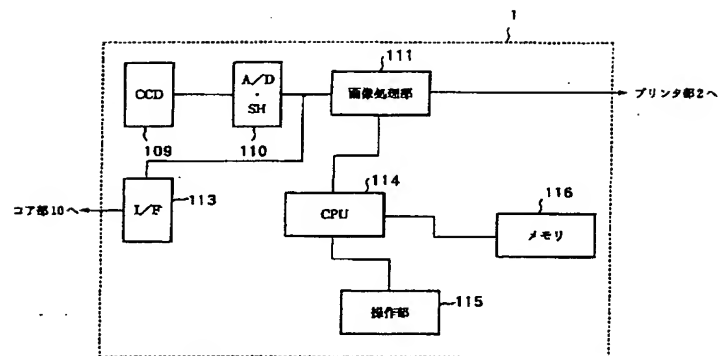 1
111
CCD
A/D
・
SH
画像処理部
プリンタ部2へ
109
110
コア部10へ
I/F
113
114
CPU
116
メモリ
操作部
115